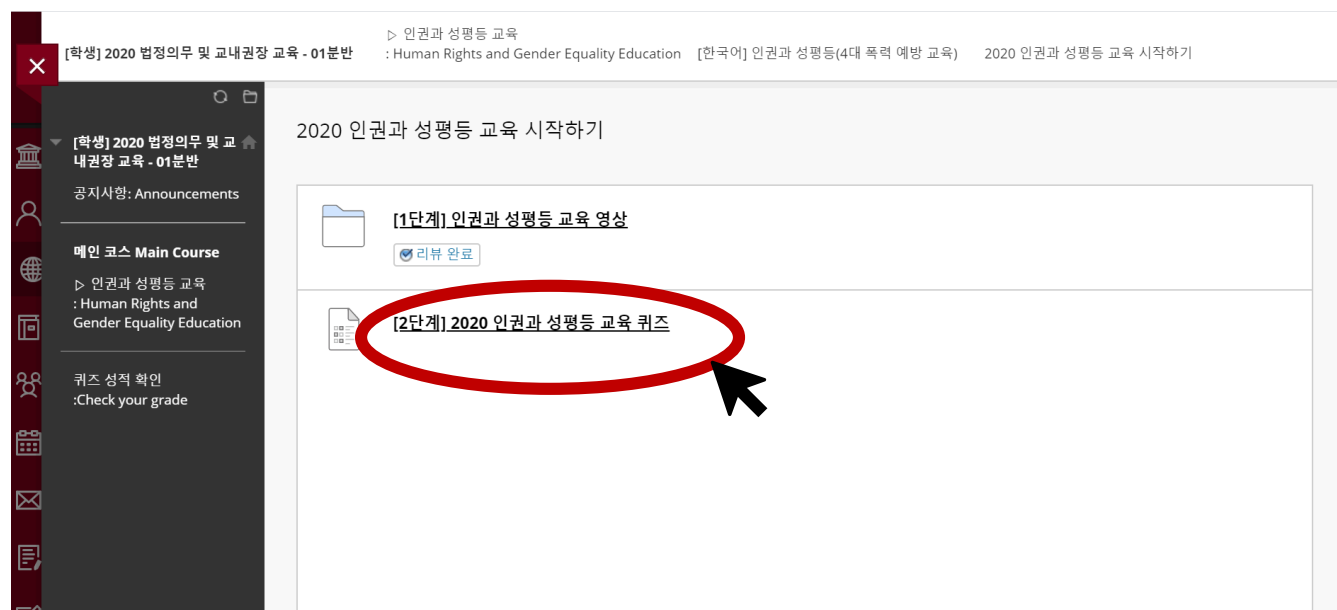 ▷ 인권과 성평등 교육
[학생] 2020 법정의무 및 교내권장 교육 - 01분반 : Human Rights and Gender Equality Education [한국어] 인권과 성평등(4대 폭력 예방 교육) 2020 인권과 성평등 교육 시작하기
[학생] 2020 법정의무 및 교
내권장 교육 - 01분반
공지사항: Announcements
메인 코스 Main Course
▷ 인권과 성평등 교육
: Human Rights and
Gender Equality Education
퀴즈 성적 확인
:Check your grade
2020 인권과 성평등 교육 시작하기
[1단계] 인권과 성평등 교육 영상
리뷰 완료
[2단계] 2020 인권과 성평등 교육 퀴즈